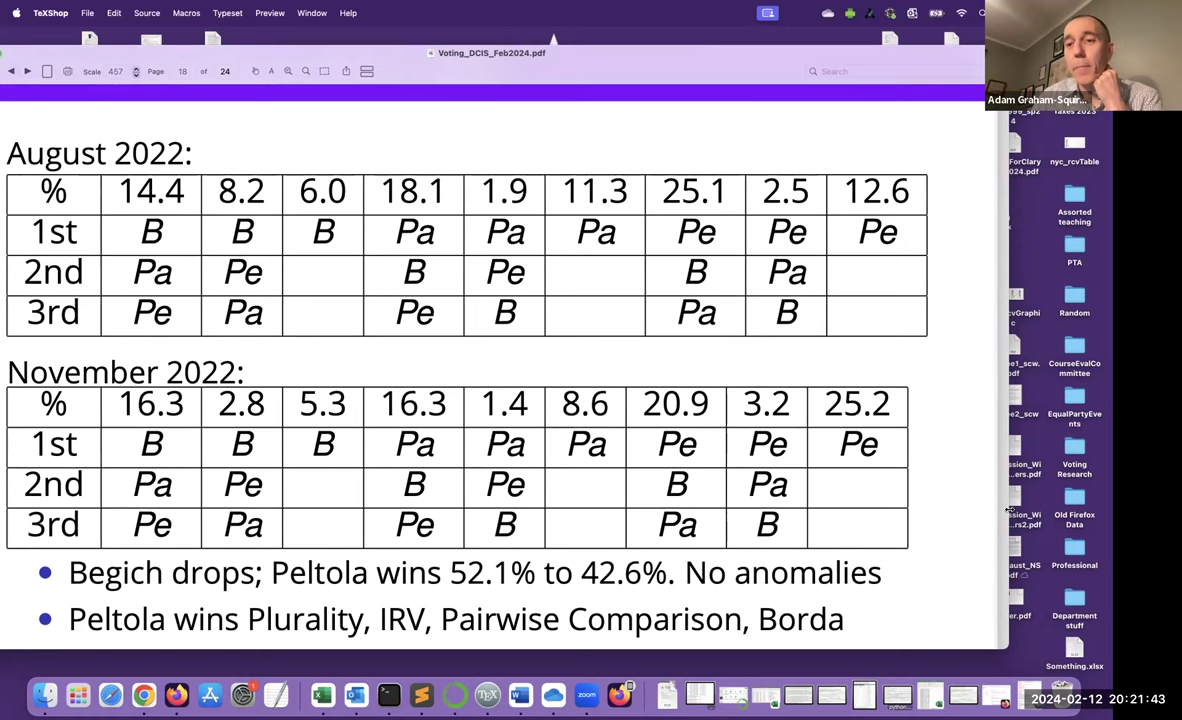 TeXShop File Edit Source Macros Typeset Preview Window Help
Voting_DCIS_Feb2024.pdf
Scale 457 Page 18 of 24 Search
Adam Graham-Squir...
August 2022:
% 14.4 8.2 6.0 18.1 1.9 11.3 25.1 2.5 12.6
1st B B B Pa Pa Pa Pe Pe Pe
2nd Pa Pe B Pe B Pa
3rd Pe Pa Pe B Pa B
November 2022:
% 16.3 2.8 5.3 16.3 1.4 8.6 20.9 3.2 25.2
1st B B B Pa Pa Pa Pe Pe Pe
2nd Pa Pe B Pe B Pa
3rd Pe Pa Pe B Pa B
• Begich drops; Peltola wins 52.1% to 42.6%. No anomalies
• Peltola wins Plurality, IRV, Pairwise Comparison, Borda
nyc_rcvTable
Assorted
teaching
PTA
Random
CourseEvalCo
mmittee
EqualPartyEve
nts
Voting
Research
Old Firefox
Data
Professional
Department
stuff
Something.xlsx
zoom
2024-02-12 20:21:43